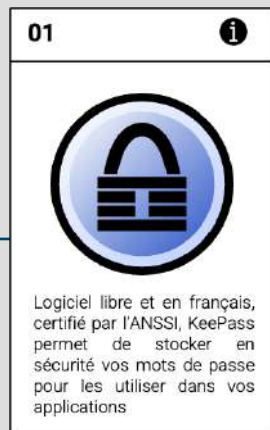 01
i
Logiciel libre et en français,
certifié par l'ANSSI, KeePass
permet de stocker en
sécurité vos mots de passe
pour les utiliser dans vos
applications